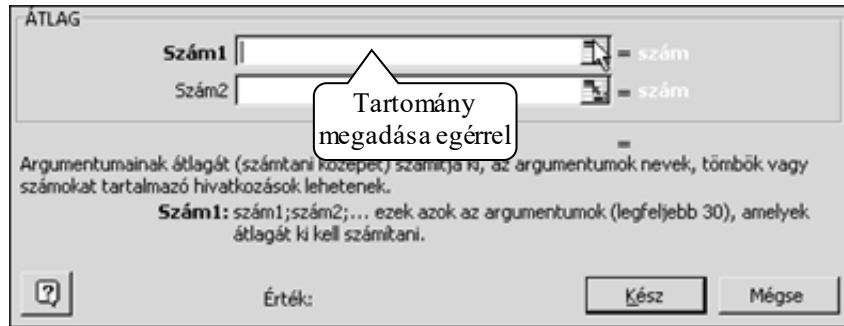 ÁTLAG
Szám1 = szám
Szám2 = szám
Tartomány
megadása egérrel
=
Argumentumainak átlagát (számtani közepét) számítja ki, az argumentumok nevek, tömbök vagy
számokat tartalmazó hivatkozások lehetenek.
Szám1: szám1;szám2;... ezek azok az argumentumok (legfeljebb 30), amelyek
átlagát ki kell számítani.
Érték:
Kész
Mégse